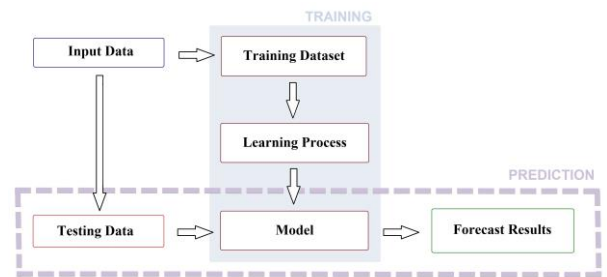 TRAINING
Input Data
Training Dataset
Learning Process
PREDICTION
Testing Data
Model
Forecast Results